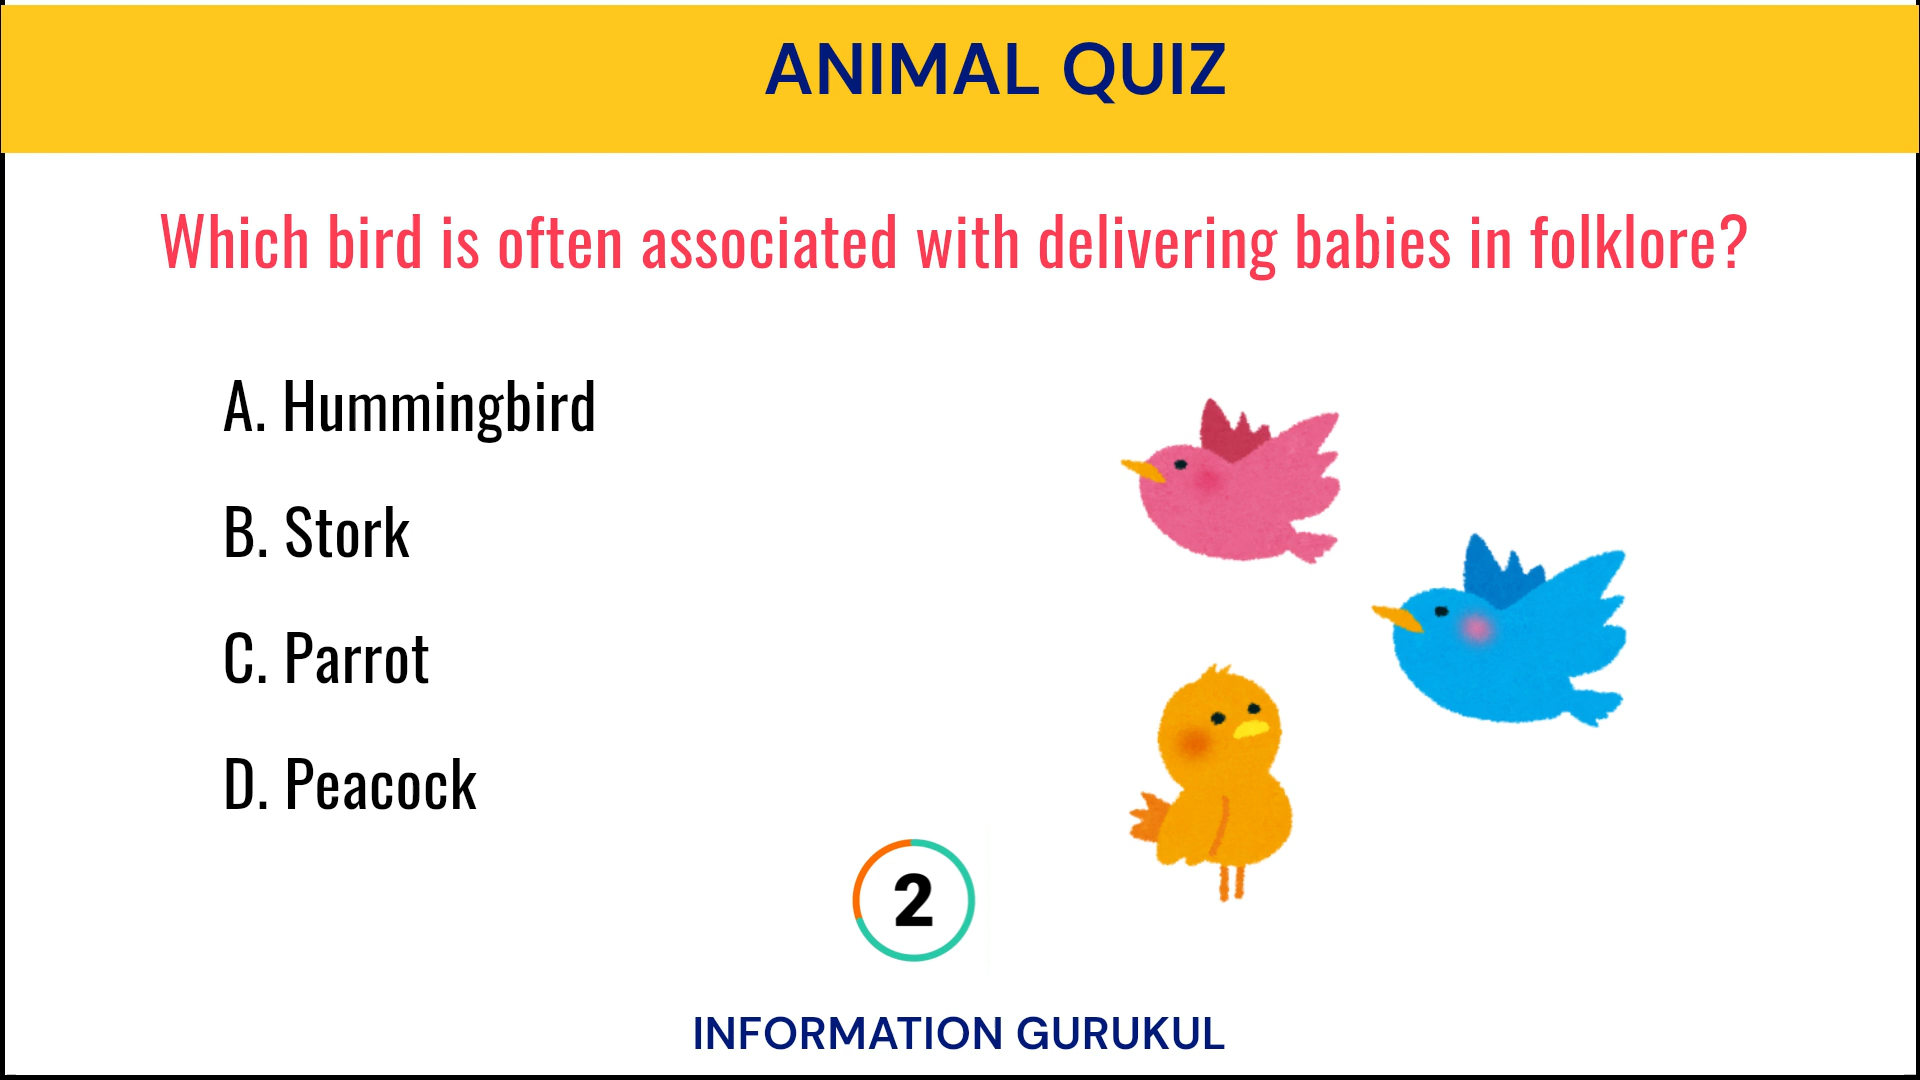 ANIMAL QUIZ
Which bird is often associated with delivering babies in folklore?
A. Hummingbird
B. Stork
C. Parrot
D. Peacock
2
INFORMATION GURUKUL